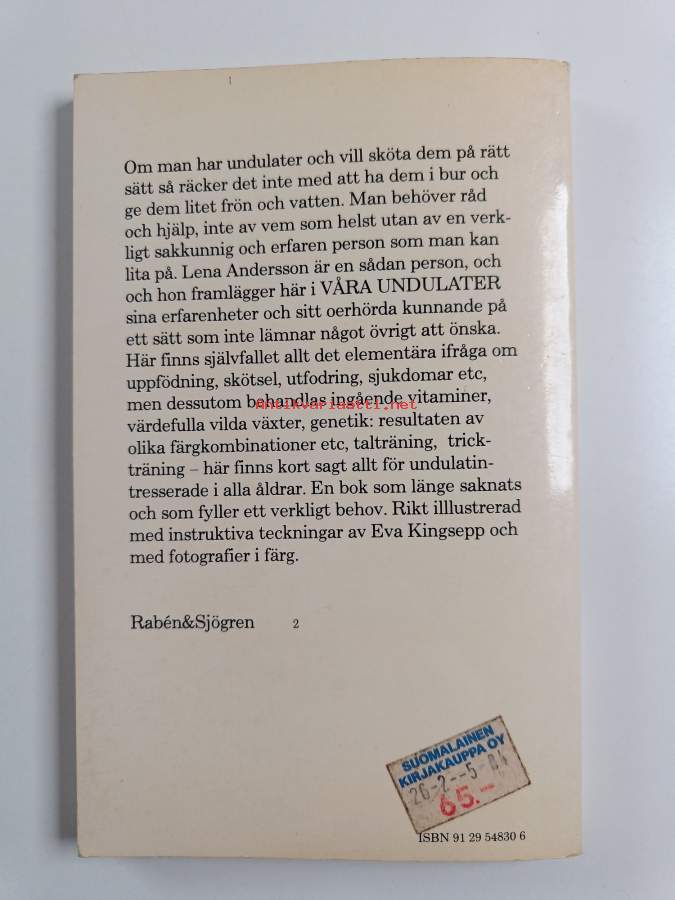 Om man har undulater och vill sköta dem på rätt
sätt så räcker det inte med att ha dem i bur och
ge dem litet frön och vatten. Man behöver råd
och hjälp, inte av vem som helst utan av en verk-
ligt sakkunnig och erfaren person som man kan
lita på. Lena Andersson är en sådan person, och
och hon framlägger här i VÅRA UNDULATER
sina erfarenheter och sitt oerhörda kunnande på
ett sätt som inte lämnar något övrigt att önska.
Här finns självfallet allt det elementära ifråga om
uppfödning, skötsel, utfodring, sjukdomar etc,
men dessutom behandlas ingående vitaminer,
Antikvariaatti.net
värdefulla vilda växter, genetik: resultaten av
olika färgkombinationer etc, talträning, trick-
träning – här finns kort sagt allt för undulatin-
tresserade i alla åldrar. En bok som länge saknats
och som fyller ett verkligt behov. Rikt illlustrerad
med instruktiva teckningar av Eva Kingsepp och
med fotografier i färg.
Rabén&Sjögren 2
SUOMALAINEN
KIRJAKAUPPA OY
26-2--5-84
65.-
ISBN 91 29 54830 6